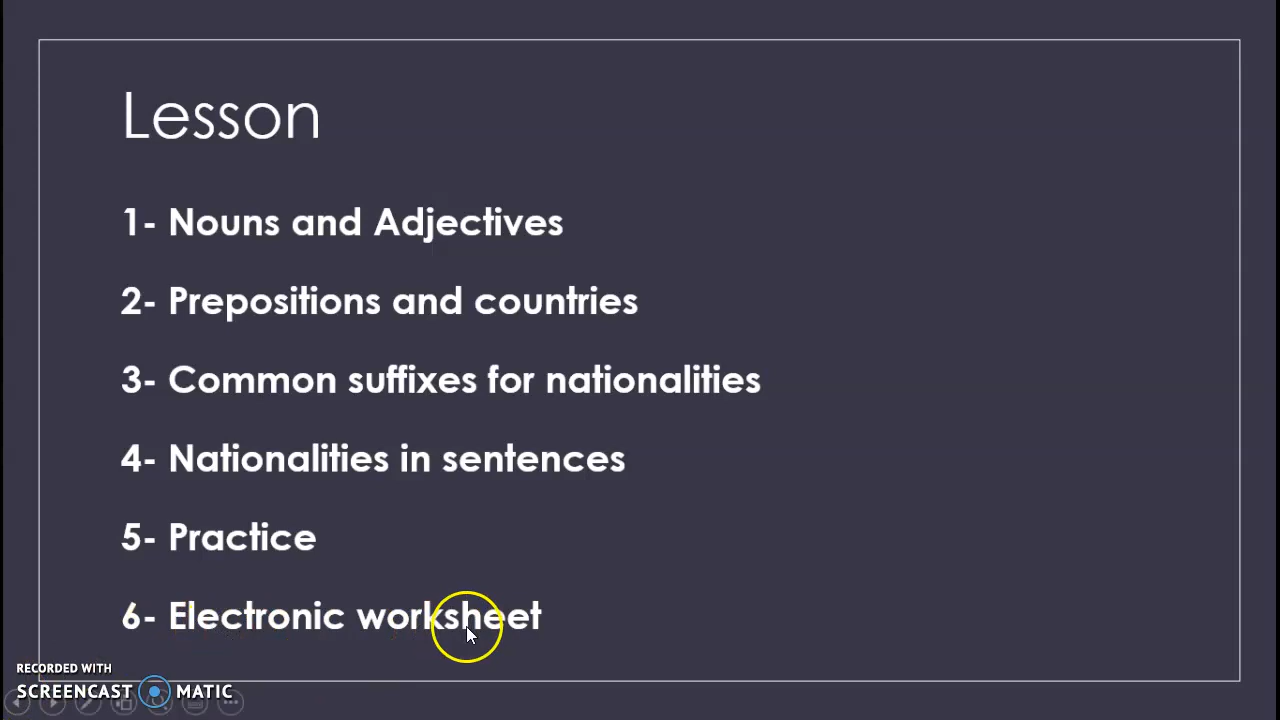 Lesson
1- Nouns and Adjectives
2- Prepositions and countries
3- Common suffixes for nationalities
4- Nationalities in sentences
5- Practice
6- Electronic worksheet
RECORDED WITH
SCREENCAST MATIC